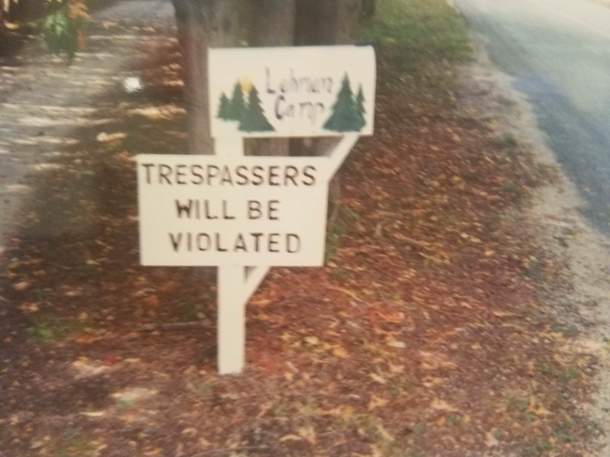 Lehman
Camp
TRESPASSERS
WILL BE
VIOLATED